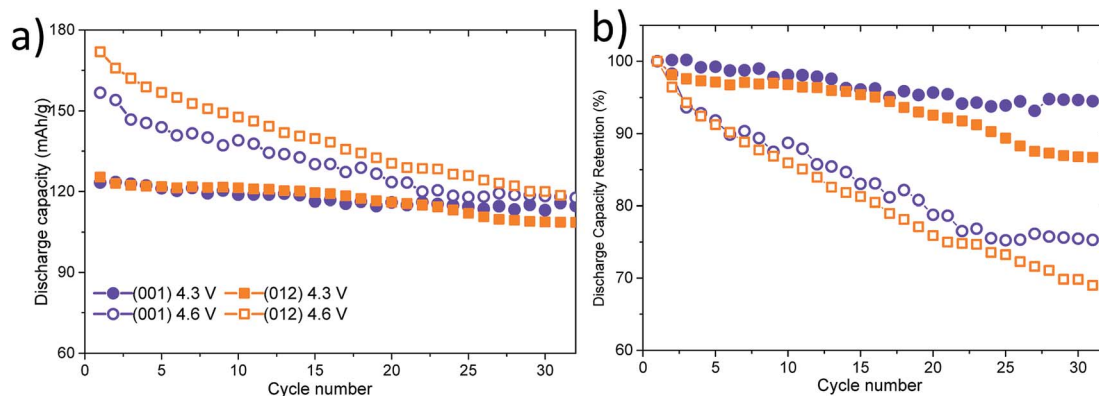 a)
180
150
120
90
60
Discharge capacity (mAh/g)
(001) 4.3 V (012) 4.3 V
(001) 4.6 V (012) 4.6 V
0 5 10 15 20 25 30
Cycle number
b)
100
90
80
70
60
Discharge Capacity Retention (%)
0 5 10 15 20 25 30
Cycle number